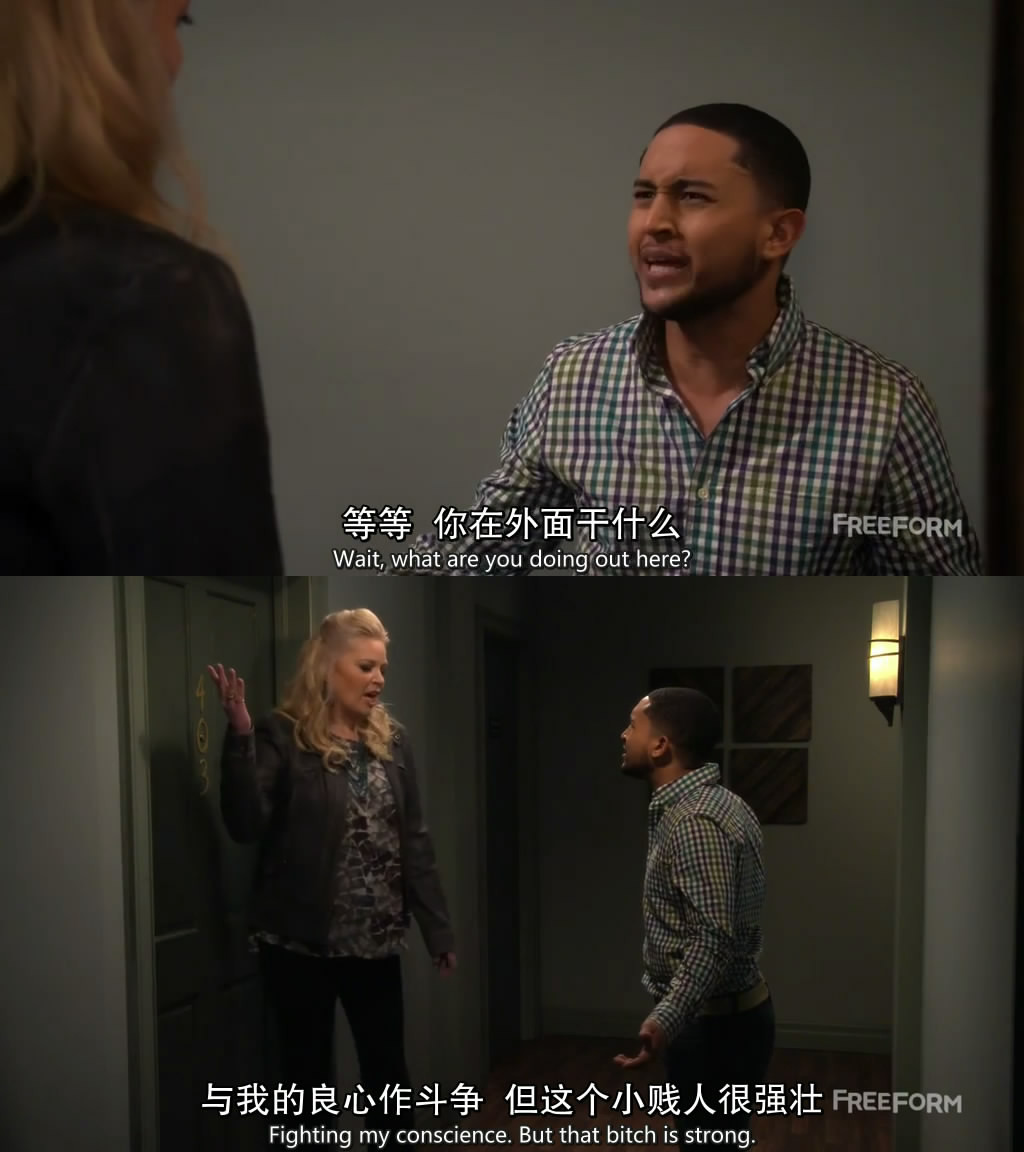 等等 你在外面干什么
Wait, what are you doing out here?
FREEFORM
403
与我的良心作斗争 但这个小贱人很强壮
Fighting my conscience. But that bitch is strong.
FREEFORM